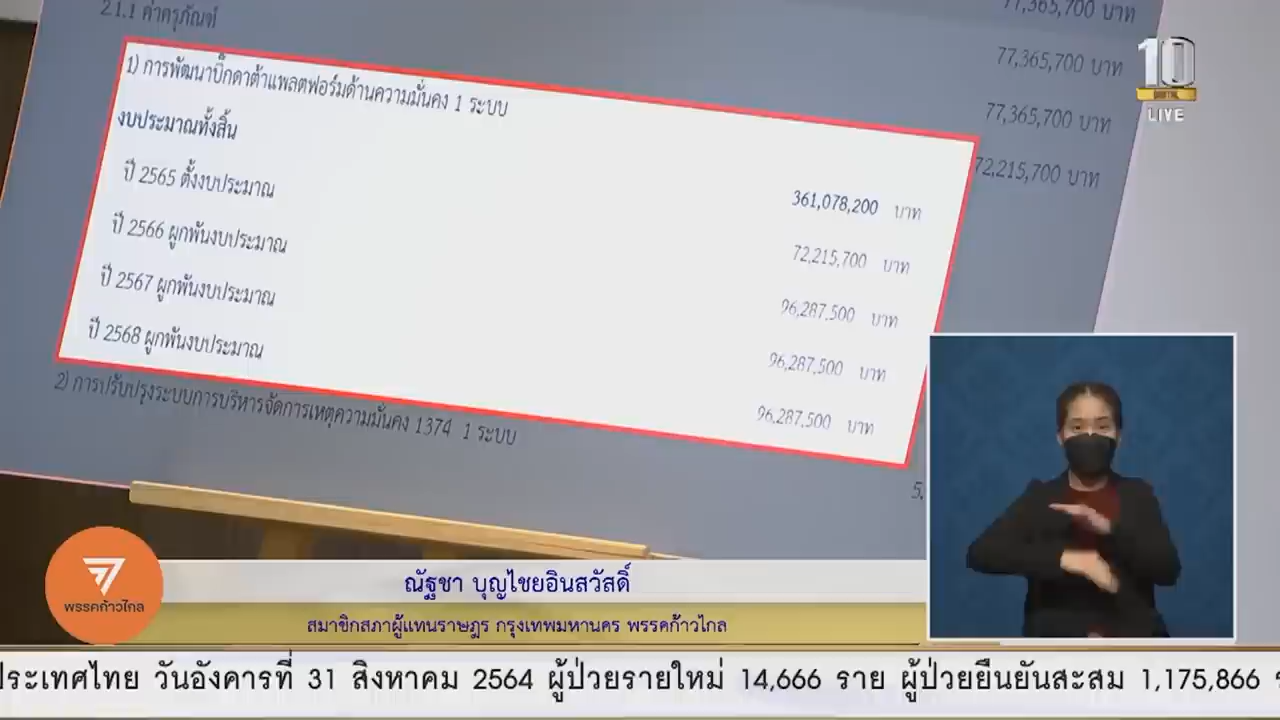 77,365,700 บาท
2.1.1 ค่าครุภัณฑ์
77,365,700 บาท
1) การพัฒนาบิ๊กดาต้าแพลตฟอร์มด้านความมั่นคง 1 ระบบ
77,365,700 บาท
งบประมาณทั้งสิ้น
72,215,700 บาท
361,078,200 บาท
ปี 2565 ตั้งงบประมาณ
72,215,700 บาท
ปี 2566 ผูกพันงบประมาณ
96,287,500 บาท
ปี 2567 ผูกพันงบประมาณ
96,287,500 บาท
ปี 2568 ผูกพันงบประมาณ
96,287,500 บาท
2) การปรับปรุงระบบการบริหารจัดการเหตุความมั่นคง 1374 1 ระบบ
5.
10
LIVE
พรรคก้าวไกล
ณัฐชา บุญไชยอินสวัสดิ์
สมาชิกสภาผู้แทนราษฎร กรุงเทพมหานคร พรรคก้าวไกล
ประเทศไทย วันอังคารที่ 31 สิงหาคม 2564 ผู้ป่วยรายใหม่ 14,666 ราย ผู้ป่วยยืนยันสะสม 1,175,866